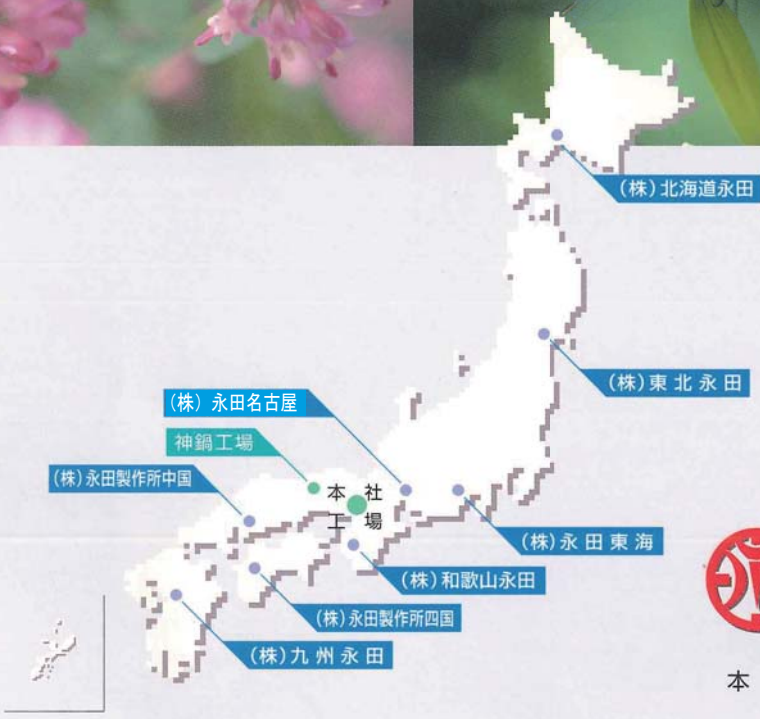 (株)北海道永田
(株)東北永田
(株)永田名古屋
神鍋工場
(株)永田製作所中国
本社
工場
(株)永田東海
(株)和歌山永田
(株)永田製作所四国
(株)九州永田
本